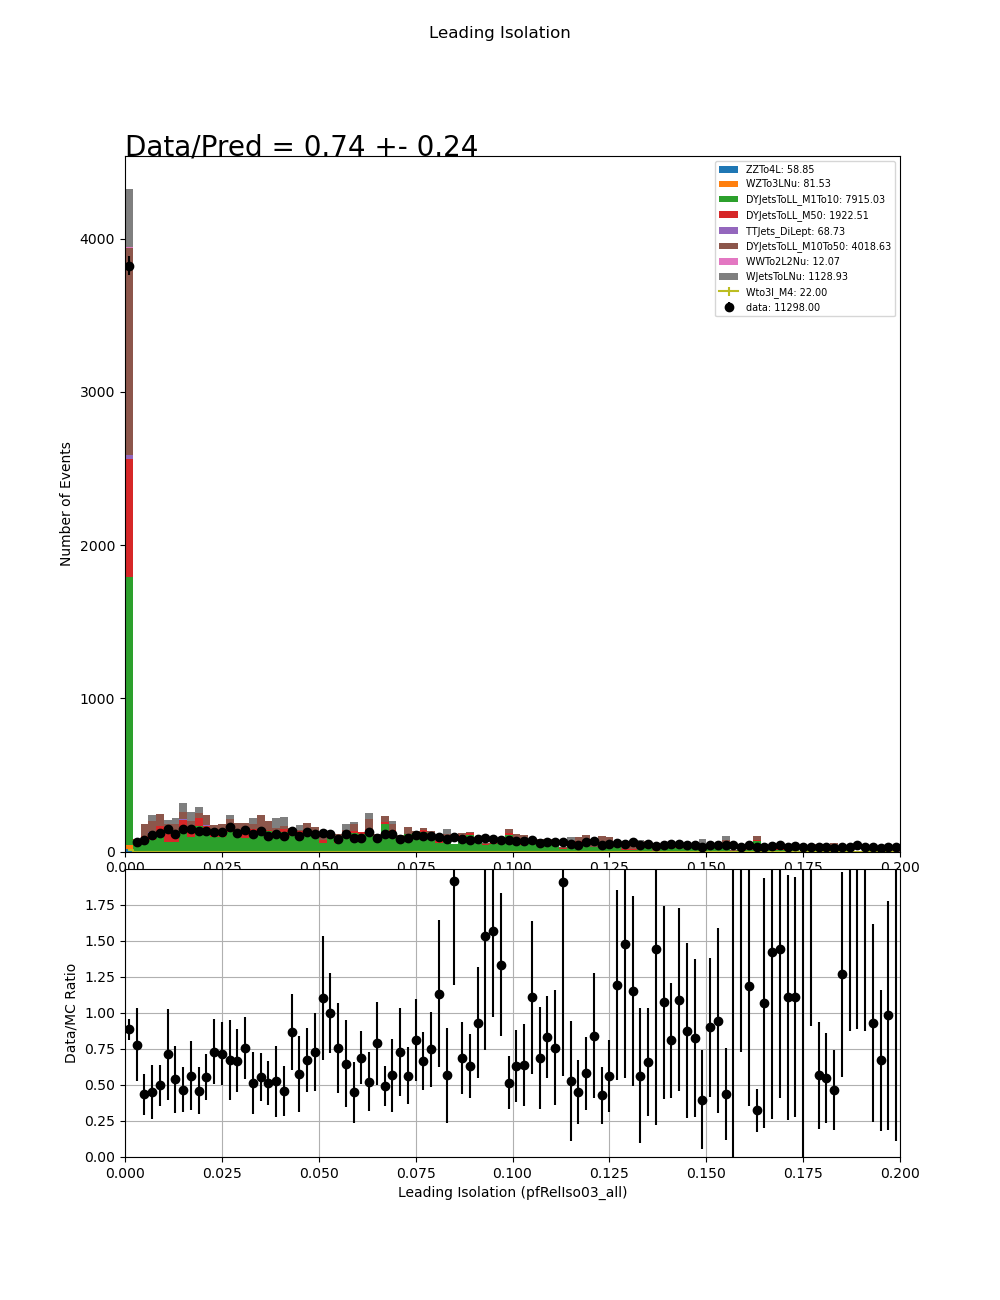 Leading Isolation
Data/Pred = 0.74 +- 0.24
ZZTo4L: 58.85
WZTo3LNu: 81.53
DYJetsToLL_M1To10: 7915.03
DYJetsToLL_M50: 1922.51
TTJets_DiLept: 68.73
DYJetsToLL_M10To50: 4018.63
WWTo2L2Nu: 12.07
WJetsToLNu: 1128.93
Wto3l_M4: 22.00
data: 11298.00
4000
3000
2000
1000
0
Number of Events
0.000 0.025 0.050 0.075 0.100 0.125 0.150 0.175 0.200
1.75
1.50
1.25
1.00
0.75
0.50
0.25
0.00
Data/MC Ratio
0.000 0.025 0.050 0.075 0.100 0.125 0.150 0.175 0.200
Leading Isolation (pfRelIso03_all)